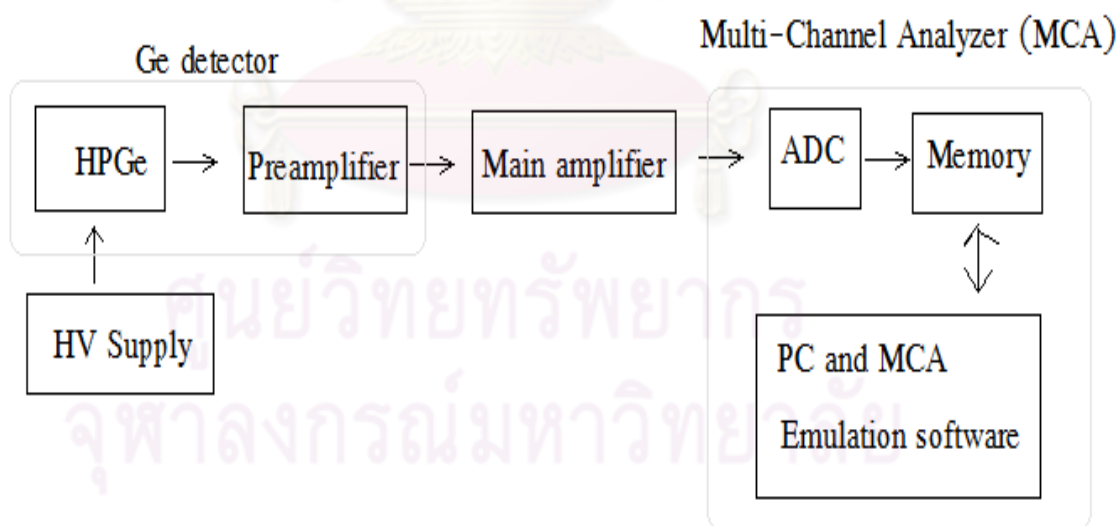 Multi-Channel Analyzer (MCA)
Ge detector
HPGe
Preamplifier
Main amplifier
ADC
Memory
HV Supply
PC and MCA
Emulation software
ศูนย์วิทยทรัพยากร
จุฬาลงกรณ์มหาวิทยาลัย